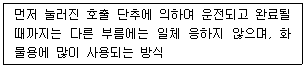 먼저 눌러진 호출 단추에 의하여 운전되고 완료될
때까지는 다른 부름에는 일체 응하지 않으며, 화
물용에 많이 사용되는 방식